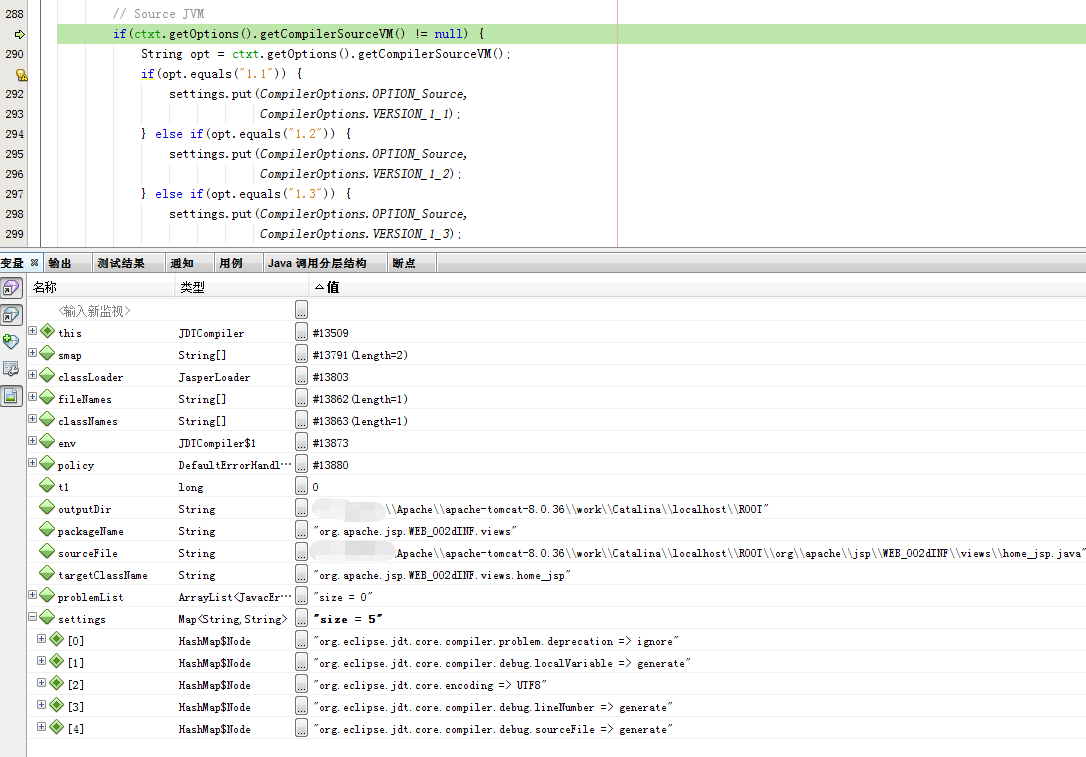 288 // Source JVM
if(ctxt.getOptions().getCompilerSourceVM() != null) {
290 String opt = ctxt.getOptions().getCompilerSourceVM();
if(opt.equals("1.1")) {
292 settings.put(CompilerOptions.OPTION_Source,
293 CompilerOptions.VERSION_1_1);
294 } else if(opt.equals("1.2")) {
295 settings.put(CompilerOptions.OPTION_Source,
296 CompilerOptions.VERSION_1_2);
297 } else if(opt.equals("1.3")) {
298 settings.put(CompilerOptions.OPTION_Source,
299 CompilerOptions.VERSION_1_3);
变量 输出 测试结果 通知 用例 Java 调用分层结构 断点
名称 类型 值
<输入新监视> ...
this JDTCompiler ... #13509
smap String[] ... #13791(length=2)
classLoader JasperLoader ... #13803
fileNames String[] ... #13862(length=1)
classNames String[] ... #13863(length=1)
env JDTCompiler$1 ... #13873
policy DefaultErrorHandl··· ... #13880
t1 long ... 0
outputDir String ... \\Apache\\apache-tomcat-8.0.36\\work\\Catalina\\localhost\\ROOT"
packageName String ... "org.apache.jsp.WEB_002dINF.views"
sourceFile String ... Apache\\apache-tomcat-8.0.36\\work\\Catalina\\localhost\\ROOT\\org\\apache\\jsp\\WEB_002dINF\\views\\home_jsp.java"
targetClassName String ... "org.apache.jsp.WEB_002dINF.views.home_jsp"
problemList ArrayList<JavacEr··· ... "size = 0"
settings Map<String,String> ... "size = 5"
[0] HashMap$Node ... "org.eclipse.jdt.core.compiler.problem.deprecation => ignore"
[1] HashMap$Node ... "org.eclipse.jdt.core.compiler.debug.localVariable => generate"
[2] HashMap$Node ... "org.eclipse.jdt.core.encoding => UTF8"
[3] HashMap$Node ... "org.eclipse.jdt.core.compiler.debug.lineNumber => generate"
[4] HashMap$Node ... "org.eclipse.jdt.core.compiler.debug.sourceFile => generate"